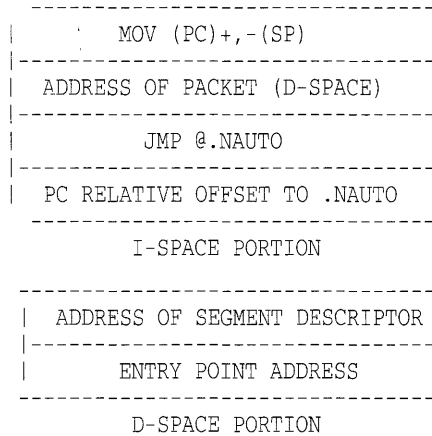 MOV (PC)+,-(SP)
ADDRESS OF PACKET (D-SPACE)
JMP @.NAUTO
PC RELATIVE OFFSET TO .NAUTO
I-SPACE PORTION
ADDRESS OF SEGMENT DESCRIPTOR
ENTRY POINT ADDRESS
D-SPACE PORTION